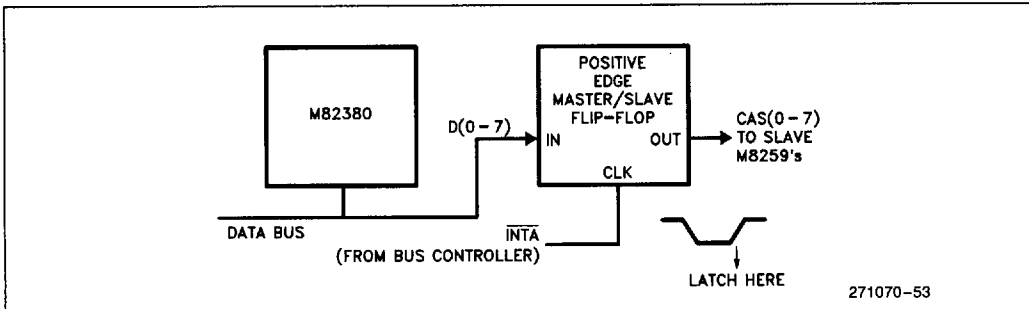 M82380
D(0-7)
POSITIVE
EDGE
MASTER/SLAVE
FLIP-FLOP
IN
OUT
CLK
CAS(0-7)
TO SLAVE
M8259's
DATA BUS
INTA
(FROM BUS CONTROLLER)
LATCH HERE
271070-53